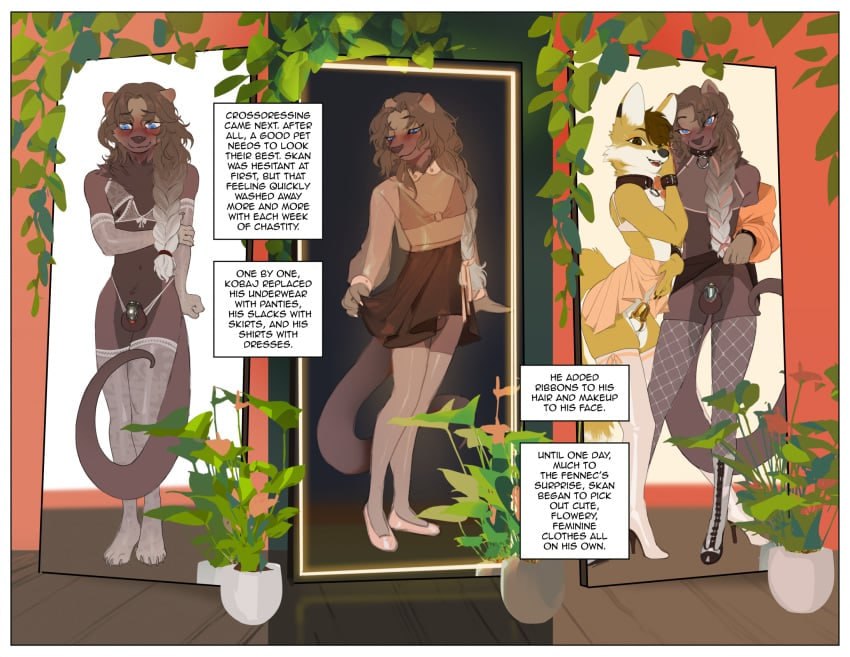 CROSSDRESSING
CAME NEXT. AFTER
ALL, A GOOD PET
NEEDS TO LOOK
THEIR BEST. SKAN
WAS HESITANT AT
FIRST, BUT THAT
FEELING QUICKLY
WASHED AWAY
MORE AND MORE
WITH EACH WEEK
OF CHASTITY.
ONE BY ONE,
KOBAJ REPLACED
HIS UNDERWEAR
WITH PANTIES,
HIS SLACKS WITH
SKIRTS, AND HIS
SHIRTS WITH
DRESSES.
HE ADDED
RIBBONS TO HIS
HAIR AND MAKEUP
TO HIS FACE.
UNTIL ONE DAY,
MUCH TO
THE FENNEC'S
SURPRISE, SKAN
BEGAN TO PICK
OUT CUTE,
FLOWERY,
FEMININE
CLOTHES ALL
ON HIS OWN.